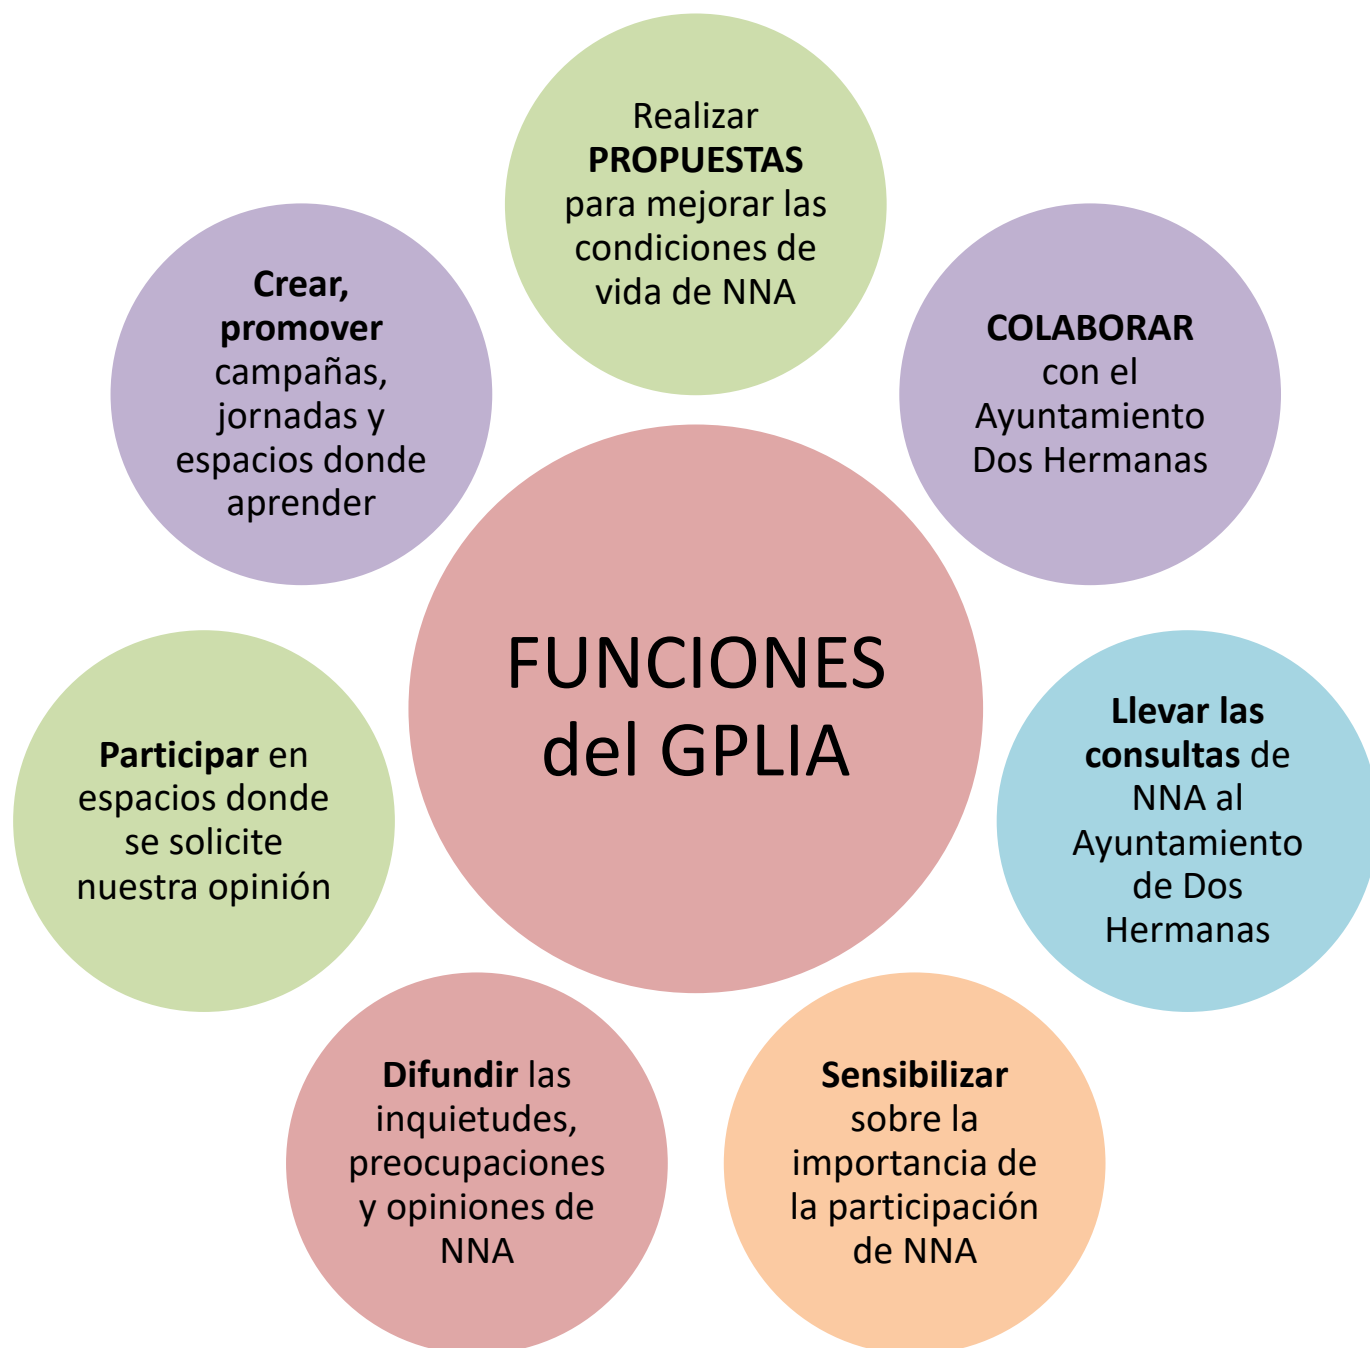 Realizar
PROPUESTAS
para mejorar las
condiciones de
vida de NNA
COLABORAR
con el
Ayuntamiento
Dos Hermanas
Llevar las
consultas de
NNA al
Ayuntamiento
de Dos
Hermanas
Sensibilizar
sobre la
importancia de
la participación
de NNA
Difundir las
inquietudes,
preocupaciones
y opiniones de
NNA
Participar en
espacios donde
se solicite
nuestra opinión
Crear,
promover
campañas,
jornadas y
espacios donde
aprender
FUNCIONES
del GPLIA